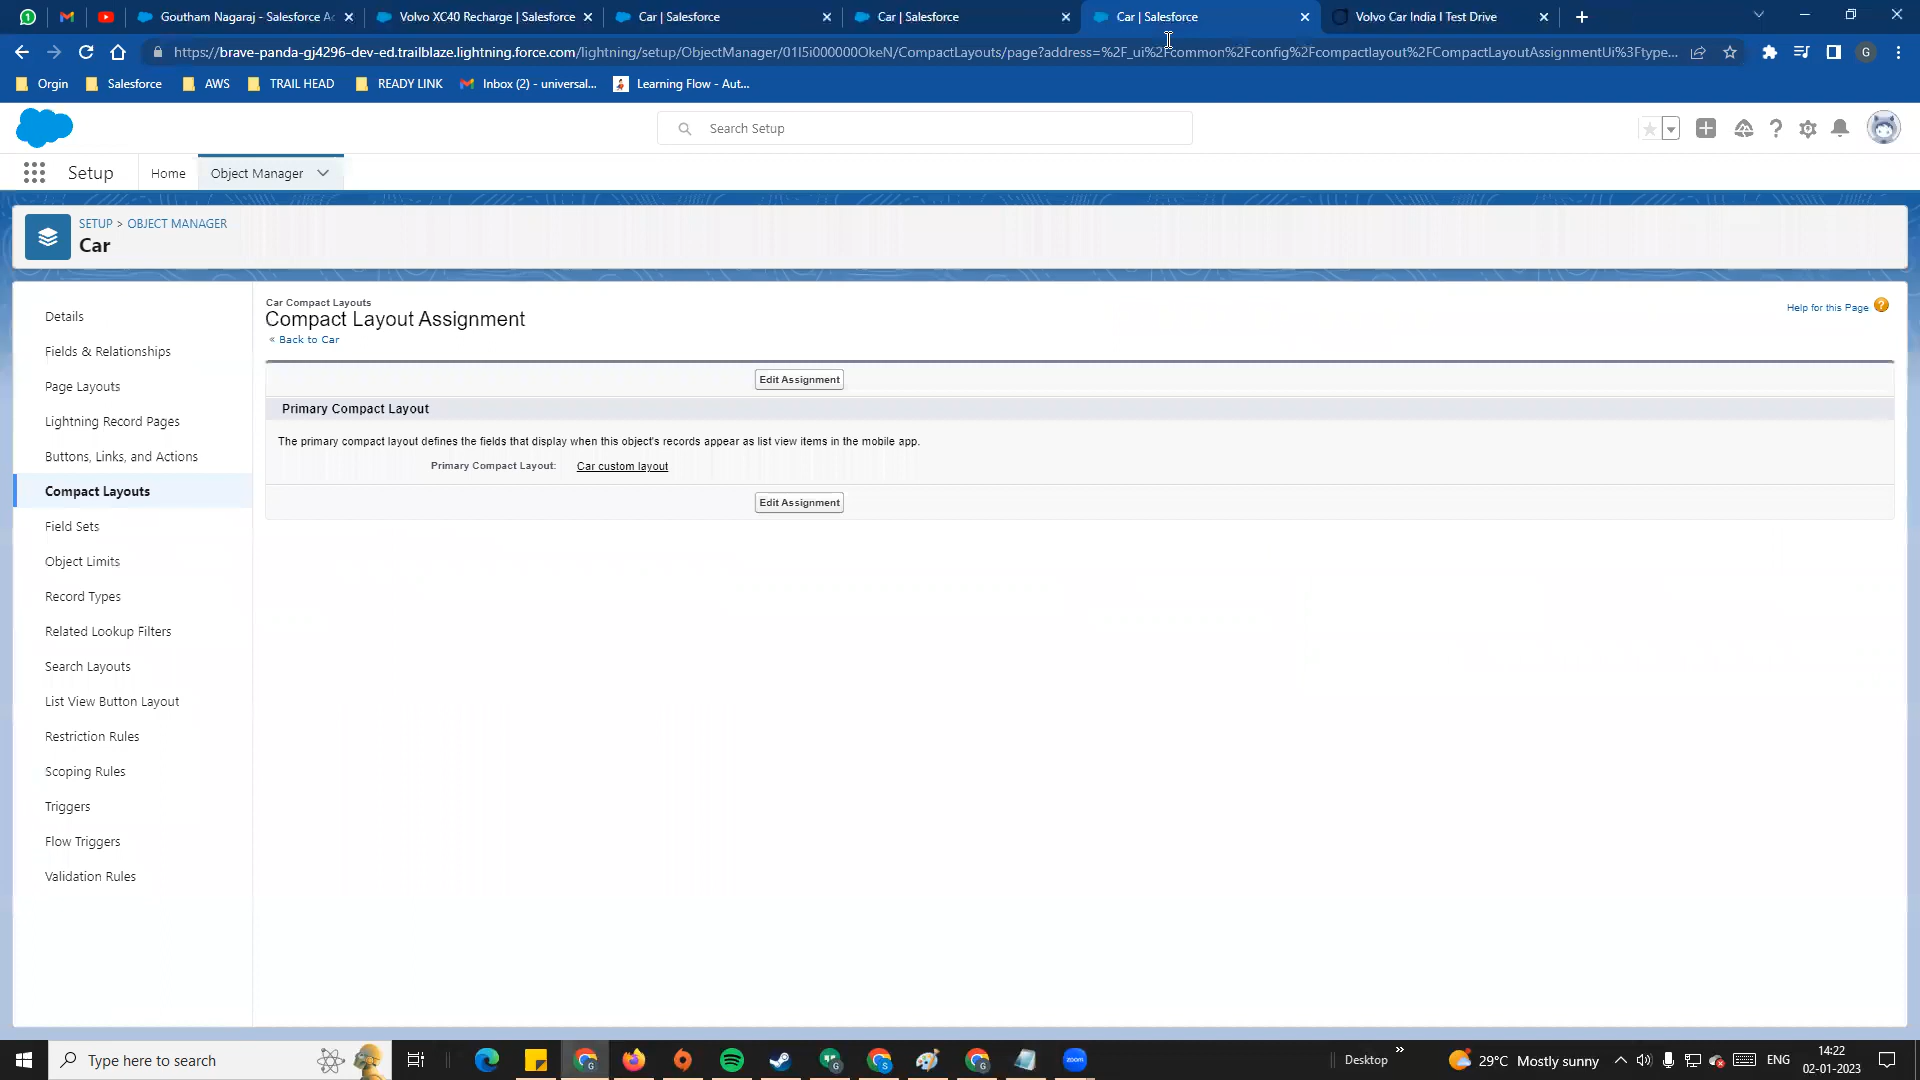 Goutham Nagaraj - Salesforce Ac
Volvo XC40 Recharge | Salesforce
Car | Salesforce
Car | Salesforce
Car | Salesforce
Volvo Car India I Test Drive
https://brave-panda-gj4296-dev-ed.trailblaze.lightning.force.com/lightning/setup/ObjectManager/01I5i000000OkeN/CompactLayouts/page?address=%2F_ui%2Fcommon%2Fconfig%2Fcompactlayout%2FCompactLayoutAssignmentUi%3Ftype...
G
Orgin
Salesforce
AWS
TRAIL HEAD
READY LINK
Inbox (2) - universal...
Learning Flow - Aut...
Search Setup
Setup
Home
Object Manager
SETUP > OBJECT MANAGER
Car
Details
Fields & Relationships
Page Layouts
Lightning Record Pages
Buttons, Links, and Actions
Compact Layouts
Field Sets
Object Limits
Record Types
Related Lookup Filters
Search Layouts
List View Button Layout
Restriction Rules
Scoping Rules
Triggers
Flow Triggers
Validation Rules
Car Compact Layouts
Compact Layout Assignment
« Back to Car
Help for this Page
Edit Assignment
Primary Compact Layout
The primary compact layout defines the fields that display when this object's records appear as list view items in the mobile app.
Primary Compact Layout: Car custom layout
Edit Assignment
Type here to search
zoom
Desktop
»
29°C Mostly sunny
ENG
14:22
02-01-2023